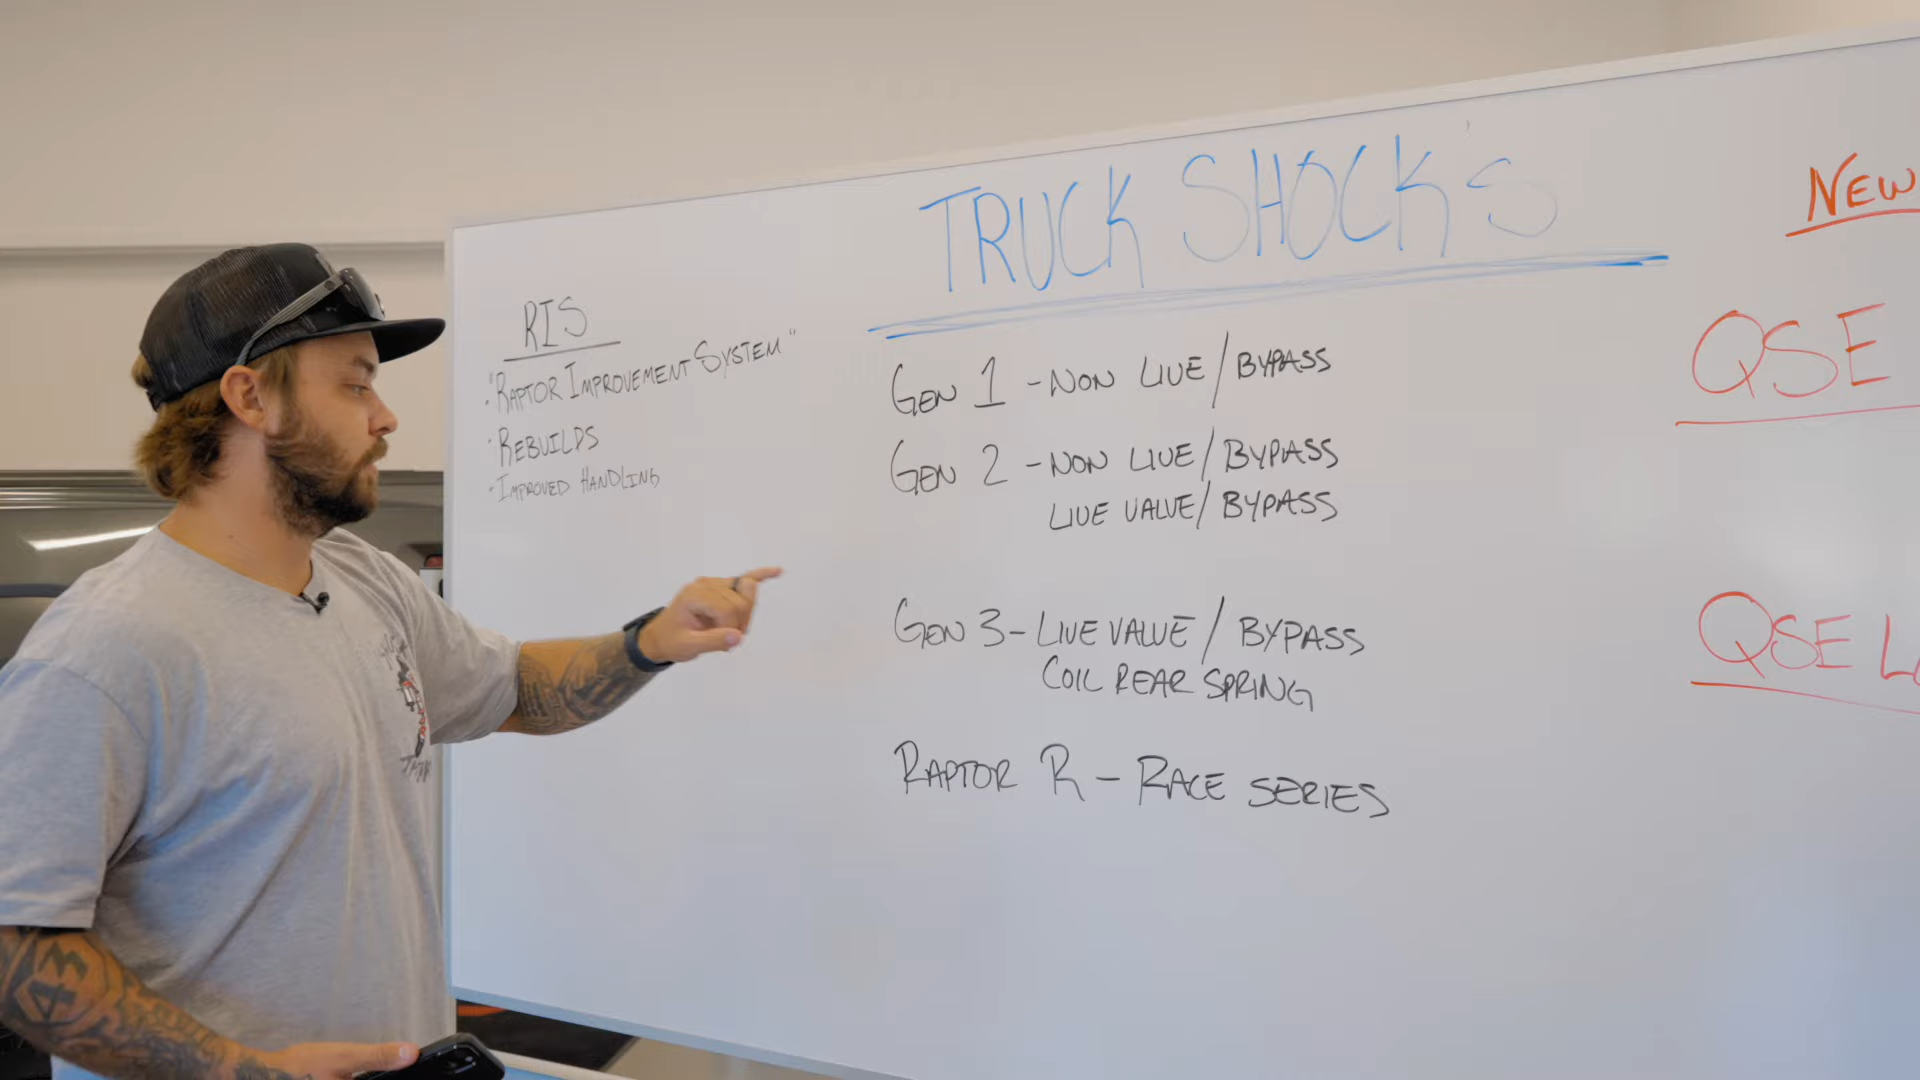 TRUCK SHOCK'S
RIS
"RAPTOR IMPROVEMENT SYSTEM"
· REBUILDS
· IMPROVED HANDLING
GEN 1 - NON LIVE / BYPASS
GEN 2 - NON LIVE / BYPASS
LIVE VALVE / BYPASS
GEN 3 - LIVE VALVE / BYPASS
COIL REAR SPRING
RAPTOR R - RACE SERIES
NEW
QSE
QSE